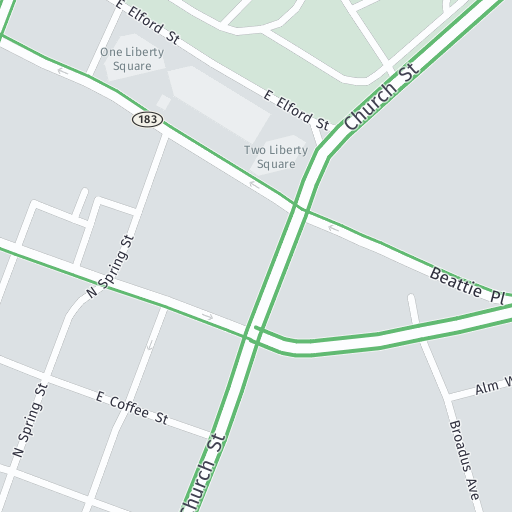 E Elford St
One Liberty
Square
E Elford St
Church St
183
Two Liberty
Square
N Spring St
Beattie Pl
E Coffee St
N Spring St
Church St
Alm W
Broadus Ave